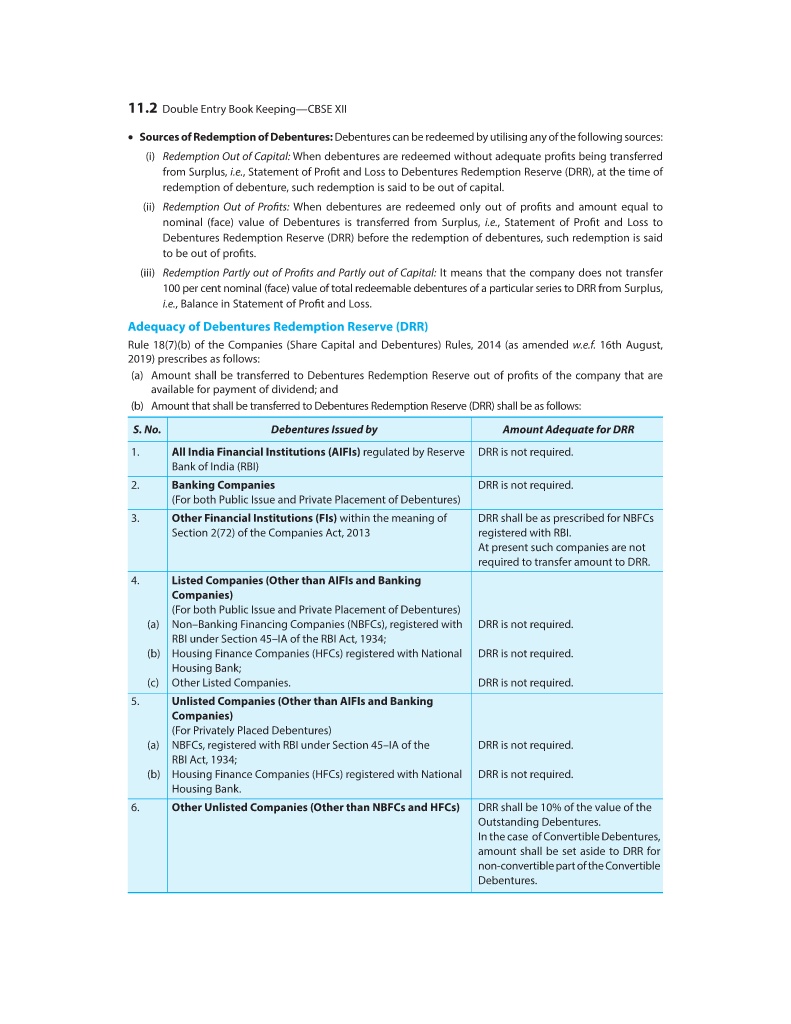 11.2 Double Entry Book Keeping—CBSE XII
• Sources of Redemption of Debentures: Debentures can be redeemed by utilising any of the following sources:
(i) Redemption Out of Capital: When debentures are redeemed without adequate profits being transferred
from Surplus, i.e., Statement of Profit and Loss to Debentures Redemption Reserve (DRR), at the time of
redemption of debenture, such redemption is said to be out of capital.
(ii) Redemption Out of Profits: When debentures are redeemed only out of profits and amount equal to
nominal (face) value of Debentures is transferred from Surplus, i.e., Statement of Profit and Loss to
Debentures Redemption Reserve (DRR) before the redemption of debentures, such redemption is said
to be out of profits.
(iii) Redemption Partly out of Profits and Partly out of Capital: It means that the company does not transfer
100 per cent nominal (face) value of total redeemable debentures of a particular series to DRR from Surplus,
i.e., Balance in Statement of Profit and Loss.
Adequacy of Debentures Redemption Reserve (DRR)
Rule 18(7)(b) of the Companies (Share Capital and Debentures) Rules, 2014 (as amended w.e.f. 16th August,
2019) prescribes as follows:
(a) Amount shall be transferred to Debentures Redemption Reserve out of profits of the company that are
available for payment of dividend; and
(b) Amount that shall be transferred to Debentures Redemption Reserve (DRR) shall be as follows:
S. No. Debentures Issued by Amount Adequate for DRR
1. All India Financial Institutions (AIFIs) regulated by Reserve DRR is not required.
Bank of India (RBI)
2. Banking Companies DRR is not required.
(For both Public Issue and Private Placement of Debentures)
3. Other Financial Institutions (FIs) within the meaning of DRR shall be as prescribed for NBFCs
Section 2(72) of the Companies Act, 2013 registered with RBI.
At present such companies are not
required to transfer amount to DRR.
4. Listed Companies (Other than AIFIs and Banking
Companies)
(For both Public Issue and Private Placement of Debentures)
(a) Non–Banking Financing Companies (NBFCs), registered with DRR is not required.
RBI under Section 45–IA of the RBI Act, 1934;
(b) Housing Finance Companies (HFCs) registered with National DRR is not required.
Housing Bank;
(c) Other Listed Companies. DRR is not required.
5. Unlisted Companies (Other than AIFIs and Banking
Companies)
(For Privately Placed Debentures)
(a) NBFCs, registered with RBI under Section 45–IA of the DRR is not required.
RBI Act, 1934;
(b) Housing Finance Companies (HFCs) registered with National DRR is not required.
Housing Bank.
6. Other Unlisted Companies (Other than NBFCs and HFCs) DRR shall be 10% of the value of the
Outstanding Debentures.
In the case of Convertible Debentures,
amount shall be set aside to DRR for
non-convertible part of the Convertible
Debentures.